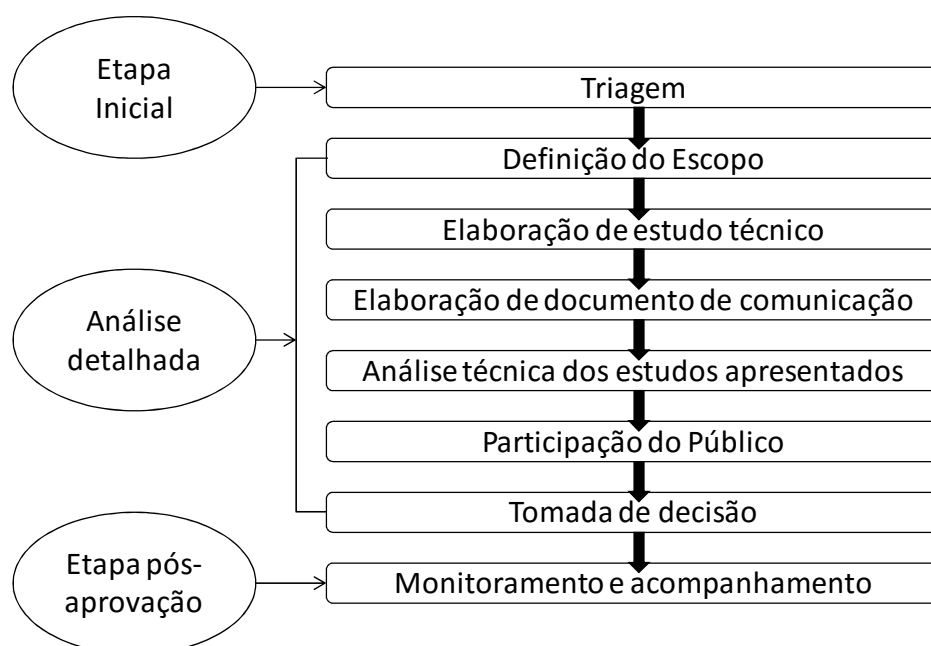 Etapa
Inicial
Triagem
Definição do Escopo
Elaboração de estudo técnico
Elaboração de documento de comunicação
Análise
detalhada
Análise técnica dos estudos apresentados
Participação do Público
Tomada de decisão
Etapa pós-
aprovação
Monitoramento e acompanhamento